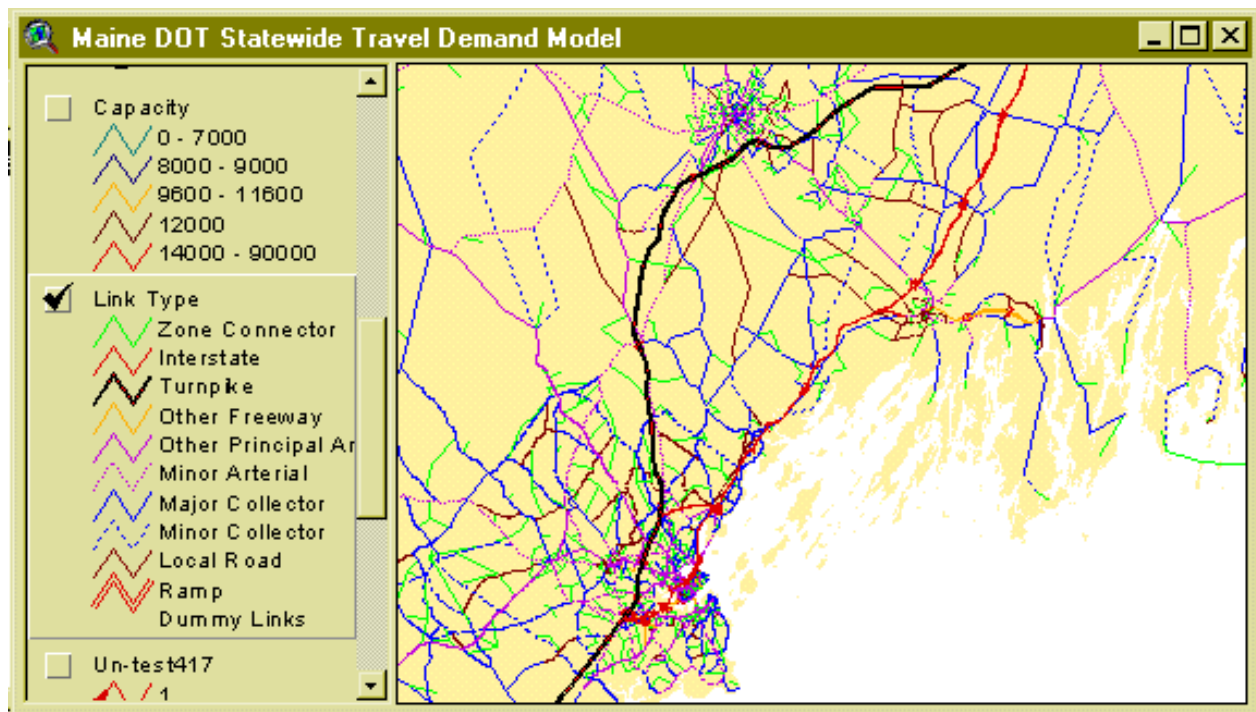 Maine DOT Statewide Travel Demand Model
Capacity
0 - 7000
8000 - 9000
9600 - 11600
12000
14000 - 90000
Link Type
Zone Connector
Interstate
Turnpike
Other Freeway
Other Principal Ar
Minor Arterial
Major Collector
Minor Collector
Local Road
Ramp
Dummy Links
Un-test417
1